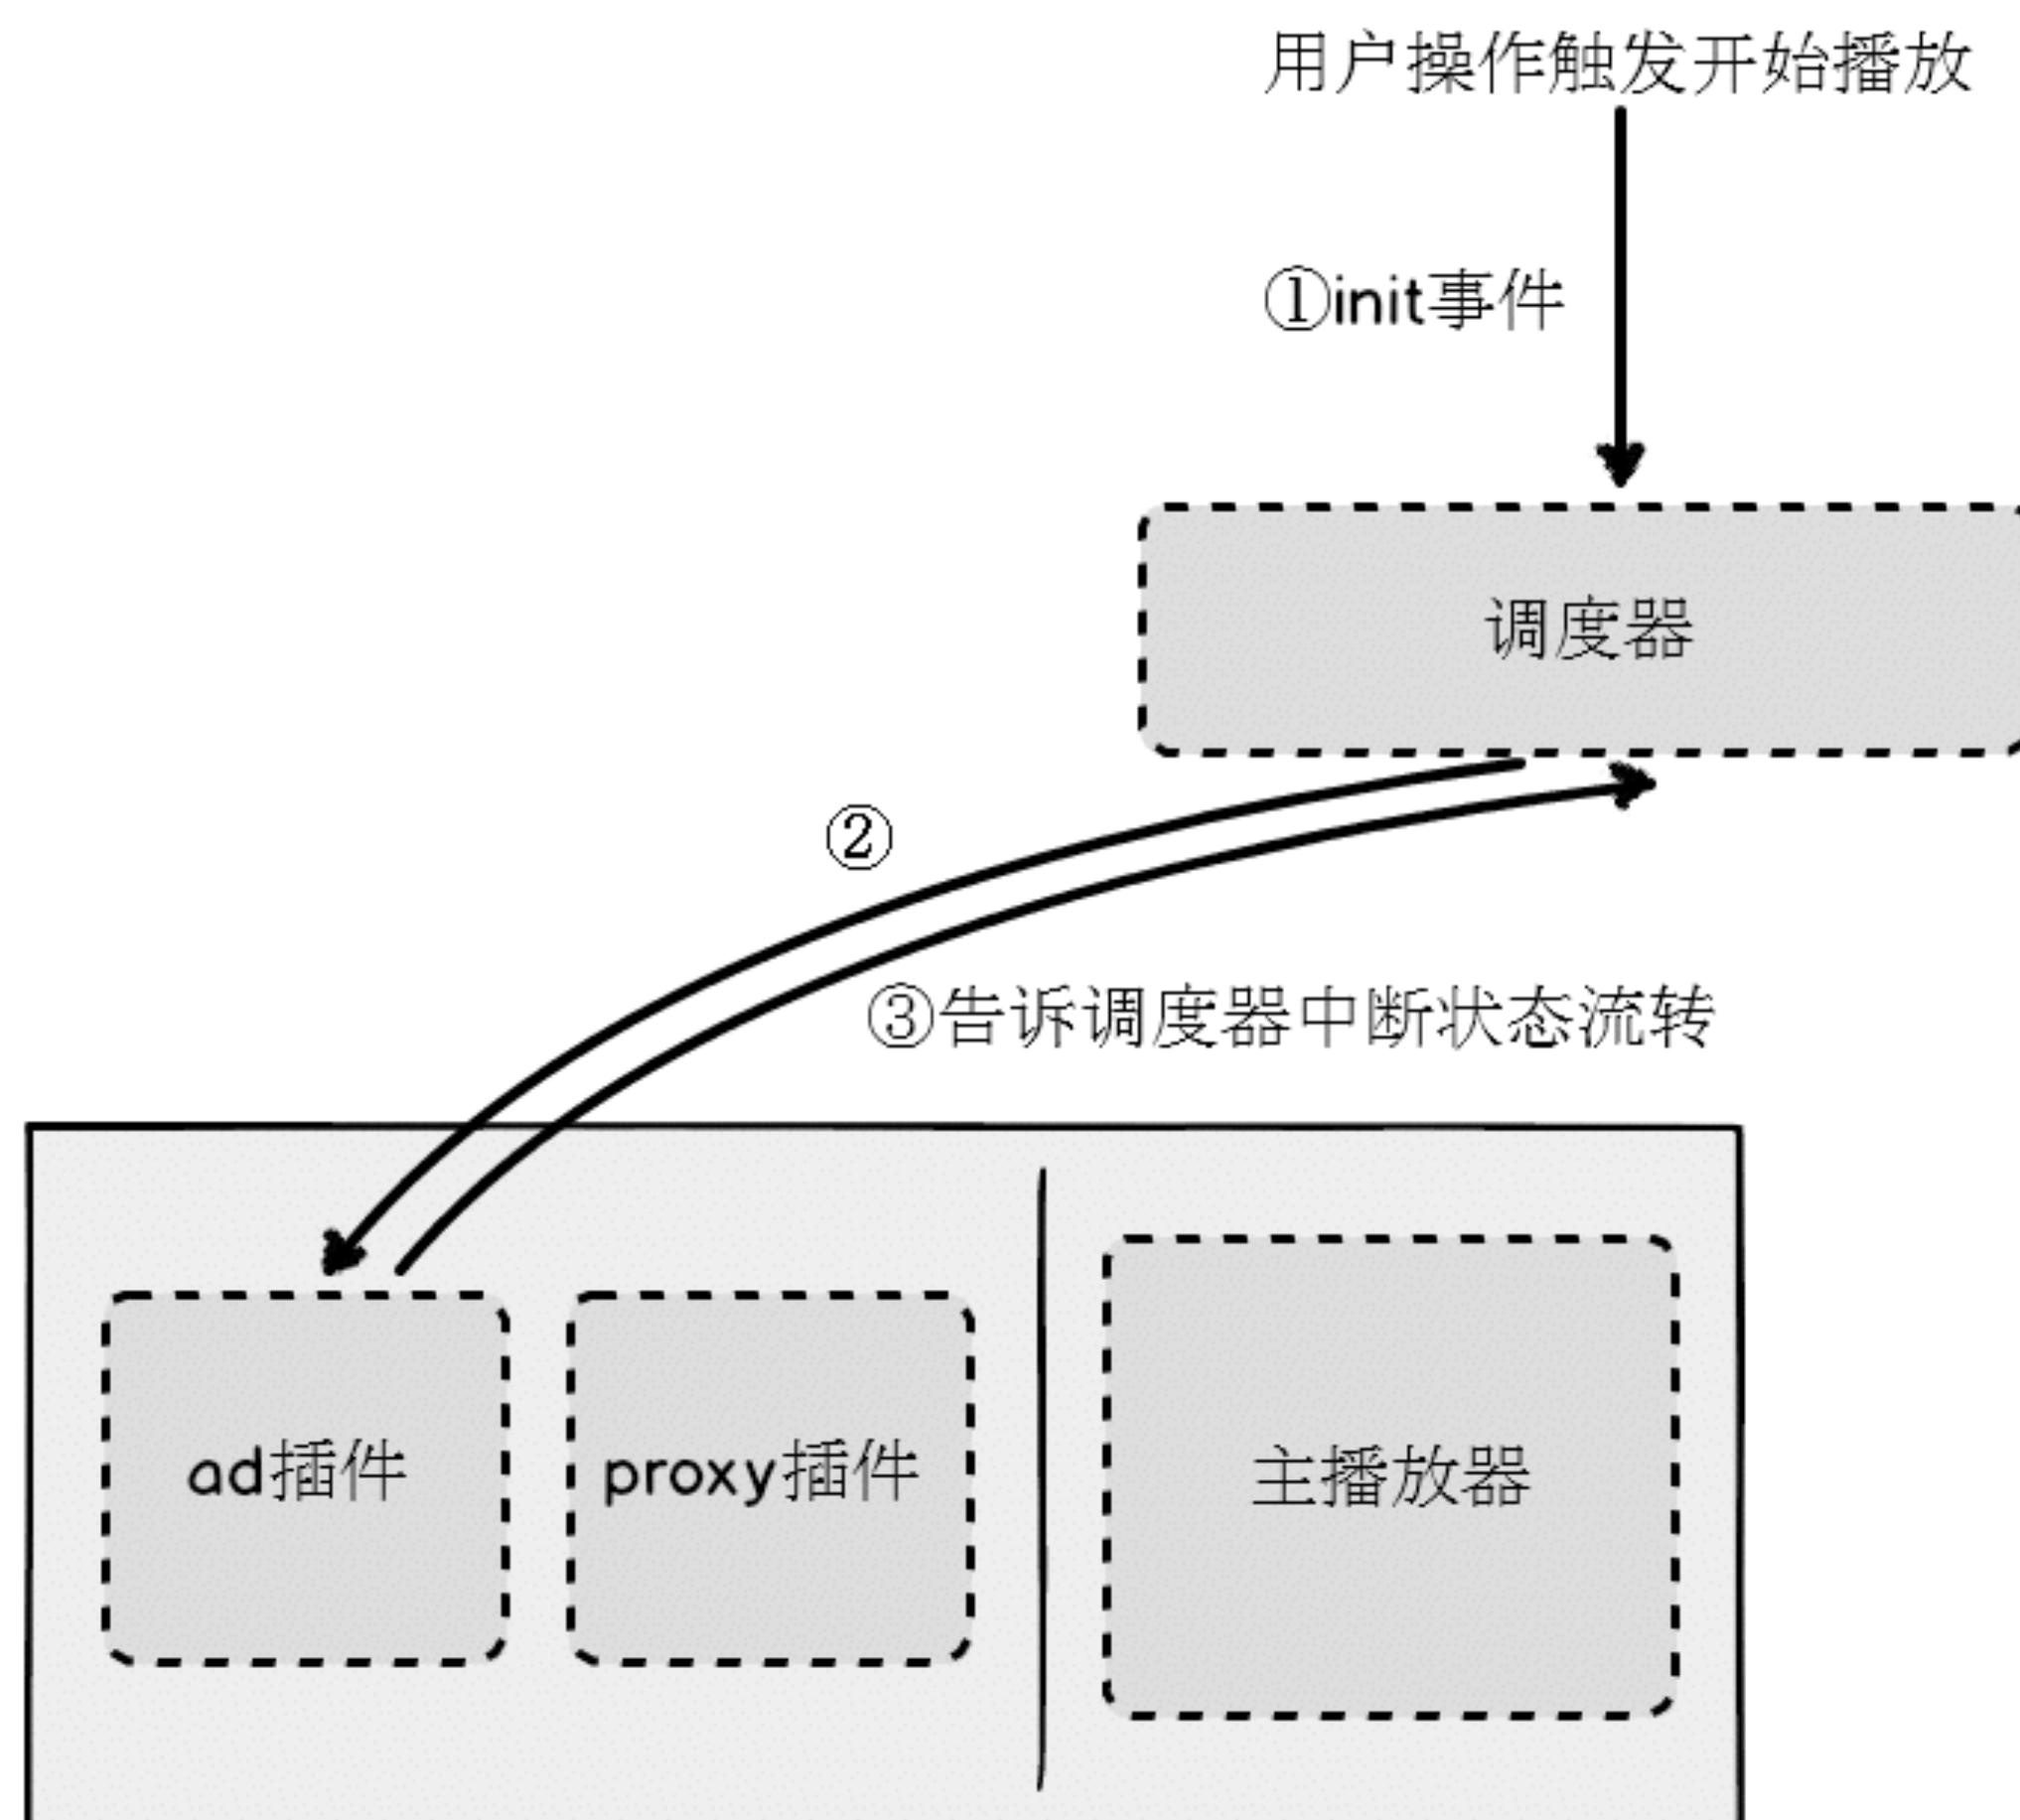 用户操作触发开始播放
①init事件
调度器
②
③告诉调度器中断状态流转
ad插件
proxy插件
主播放器